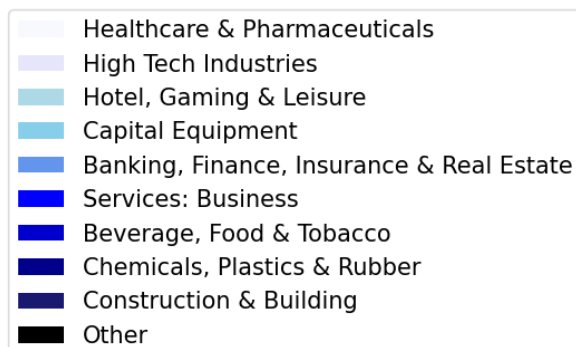 Healthcare & Pharmaceuticals
High Tech Industries
Hotel, Gaming & Leisure
Capital Equipment
Banking, Finance, Insurance & Real Estate
Services: Business
Beverage, Food & Tobacco
Chemicals, Plastics & Rubber
Construction & Building
Other